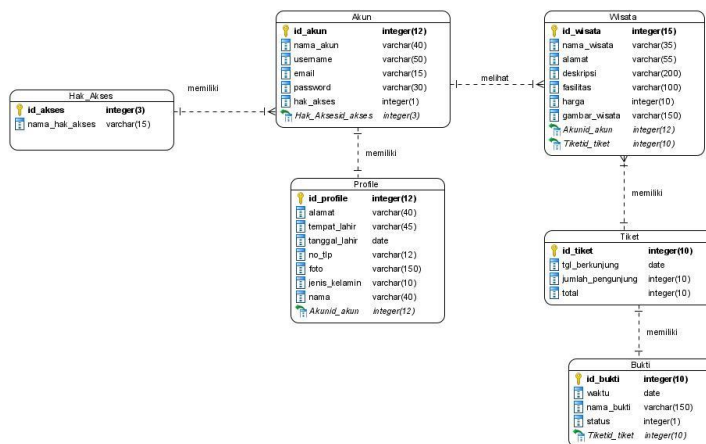 Hak_Akses
id_akses integer(3)
nama_hak_akses varchar(15)
memiliki
Akun
id_akun integer(12)
nama_akun varchar(40)
username varchar(50)
email varchar(15)
password varchar(30)
hak_akses integer(1)
Hak_Aksesid_akses integer(3)
melihat
Wisata
id_wisata integer(15)
nama_wisata varchar(35)
alamat varchar(55)
deskripsi varchar(200)
fasilitas varchar(100)
harga integer(10)
gambar_wisata varchar(150)
Akunid_akun integer(12)
Tiketid_tiket integer(10)
memiliki
Profile
id_profile integer(12)
alamat varchar(40)
tempat_lahir varchar(45)
tanggal_lahir date
no_tlp varchar(12)
foto varchar(150)
jenis_kelamin varchar(10)
nama varchar(40)
Akunid_akun integer(12)
memiliki
Tiket
id_tiket integer(10)
tgl_berkunjung date
jumlah_pengunjung integer(10)
total integer(10)
memiliki
Bukti
id_bukti integer(10)
waktu date
nama_bukti varchar(150)
status integer(1)
Tiketid_tiket integer(10)